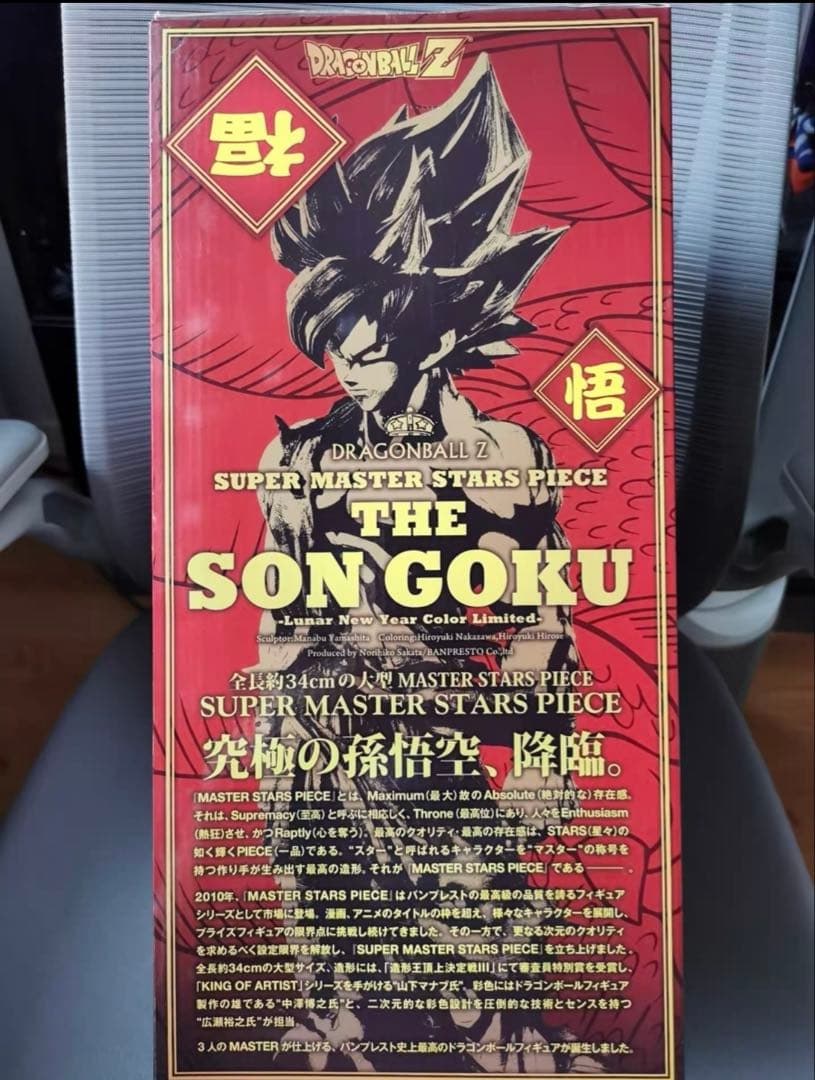 DRAGONBALL Z
福
悟
DRAGONBALL Z
SUPER MASTER STARS PIECE
THE
SON GOKU
-Lunar New Year Color Limited-
Sculptor:Manabu Yamashita Coloring:Hiroyuki Nakazawa,Hiroyuki Hirose
Produced by Norihiko Sakata/BANPRESTO Co.,ltd
全長約34cmの大型 MASTER STARS PIECE
SUPER MASTER STARS PIECE
究極の孫悟空、降臨。
「MASTER STARS PIECE」とは、Maximum(最大)故のAbsolute(絶対的な)存在感。
それは、Supremacy(至高)と呼ぶに相応しく、Throne(最高位)にあり、人々をEnthusiasm
(熱狂)させ、かつRaptly(心を奪う)。最高のクオリティ・最高の存在感は、STARS(星々)の
如く輝くPIECE(一品)である。“スター”と呼ばれるキャラクターを“マスター”の称号を
持つ作り手が生み出す最高の造形。それが「MASTER STARS PIECE」である――。
2010年、「MASTER STARS PIECE」はバンプレストの最高級の品質を誇るフィギュア
シリーズとして市場に登場。漫画、アニメのタイトルの枠を超え、様々なキャラクターを展開し、
プライズフィギュアの限界点に挑戦し続けてきました。その一方で、更なる次元のクオリティ
を求めるべく設定限界を解放し、「SUPER MASTER STARS PIECE」を立ち上げました。
全長約34cmの大型サイズ、造形には、「造形王頂上決定戦III」にて審査員特別賞を受賞し、
「KING OF ARTIST」シリーズを手がける“山下マナブ氏”、彩色にはドラゴンボールフィギュア
製作の雄である“中澤博之氏”と、二次元的な彩色設計を圧倒的な技術とセンスを持つ
“広瀬裕之氏”が担当。
3人のMASTERが仕上げる、バンプレスト史上最高のドラゴンボールフィギュアが誕生しました。